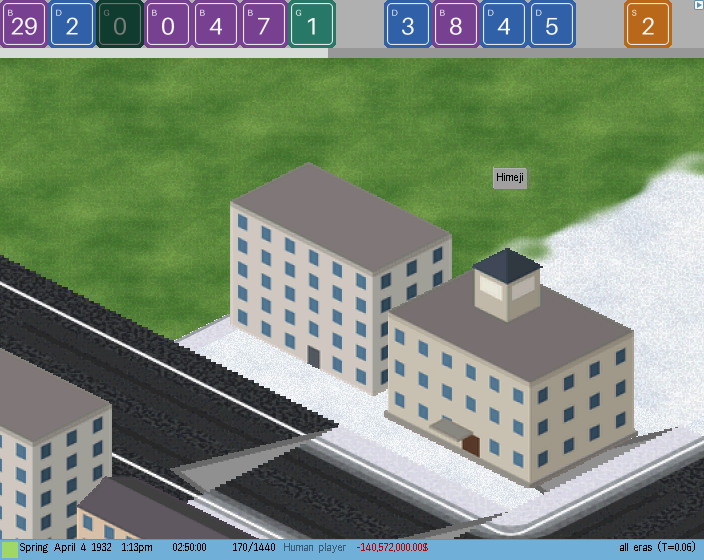 B 29 D 2 G 0 B 0 B 4 B 7 G 1 D 3 B 8 D 4 D 5 S 2
Himeji
Spring April 4 1932 1:13pm 02:50:00 170/1440 Human player -140,572,000.00$ all eras (T=0.06)